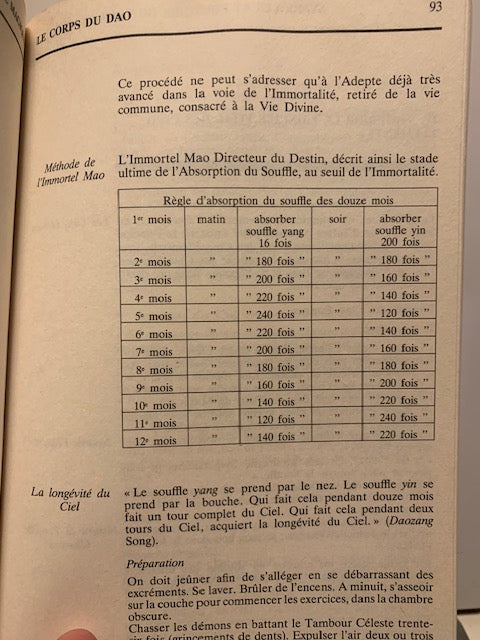 LE CORPS DU DAO
93
Ce procédé ne peut s'adresser qu'à l'Adepte déjà très
avancé dans la voie de l'Immortalité, retiré de la vie
commune, consacré à la Vie Divine.
Méthode de
l'Immortel Mao
L'Immortel Mao Directeur du Destin, décrit ainsi le stade
ultime de l'Absorption du Souffle, au seuil de l'Immortalité.
Règle d'absorption du souffle des douze mois
1er mois matin absorber soir absorber
souffle yang souffle yin
16 fois 200 fois
2e mois " " 180 fois " " " 180 fois "
3e mois " " 200 fois " " " 160 fois "
4e mois " " 220 fois " " " 140 fois "
5e mois " " 240 fois " " " 120 fois "
6e mois " " 220 fois " " " 140 fois "
7e mois " " 200 fois " " " 160 fois "
8e mois " " 180 fois " " " 180 fois "
9e mois " " 160 fois " " " 200 fois "
10e mois " " 140 fois " " " 220 fois "
11e mois " " 120 fois " " " 240 fois "
12e mois " " 140 fois " " " 220 fois "
La longévité du
Ciel
« Le souffle yang se prend par le nez. Le souffle yin se
prend par la bouche. Qui fait cela pendant douze mois
fait un tour complet du Ciel. Qui fait cela pendant deux
tours du Ciel, acquiert la longévité du Ciel. » (Daozang
Song).
Préparation
On doit jeûner afin de s'alléger en se débarrassant des
excréments. Se laver. Brûler de l'encens. A minuit, s'asseoir
sur la couche pour commencer les exercices, dans la chambre
obscure.
Chasser les démons en battant le Tambour Céleste trente-
six fois (grincements de dents). Expulser l'air deux ou trois